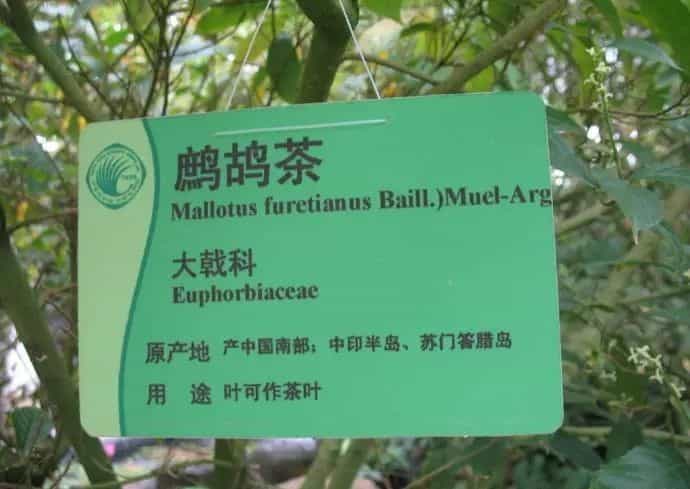 鹧鸪茶
Mallotus furetianus Baill.)Muel-Arg
大戟科
Euphorbiaceae
原产地 产中国南部；中印半岛、苏门答腊岛
用 途 叶可作茶叶